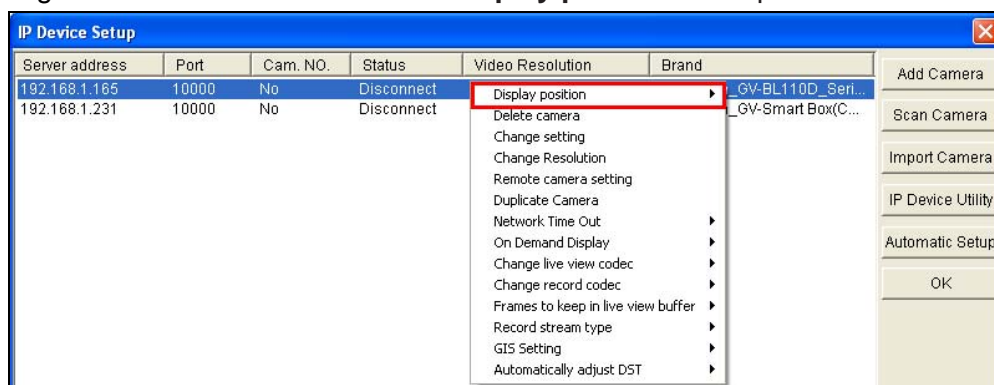 IP Device Setup
Server address Port Cam. NO. Status Video Resolution Brand
192.168.1.165 10000 No Disconnect _GV-BL110D_Seri...
192.168.1.231 10000 No Disconnect _GV-Smart Box(C...
Display position
Delete camera
Change setting
Change Resolution
Remote camera setting
Duplicate Camera
Network Time Out
On Demand Display
Change live view codec
Change record codec
Frames to keep in live view buffer
Record stream type
GIS Setting
Automatically adjust DST
Add Camera
Scan Camera
Import Camera
IP Device Utility
Automatic Setup
OK